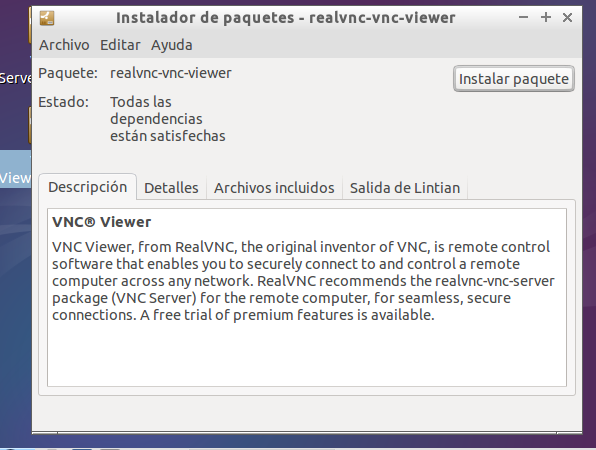 Instalador de paquetes - realvnc-vnc-viewer
Archivo Editar Ayuda
Paquete: realvnc-vnc-viewer
Instalar paquete
Estado: Todas las
dependencias
están satisfechas
Serve
View
Descripción Detalles Archivos incluidos Salida de Lintian
VNC® Viewer
VNC Viewer, from RealVNC, the original inventor of VNC, is remote control
software that enables you to securely connect to and control a remote
computer across any network. RealVNC recommends the realvnc-vnc-server
package (VNC Server) for the remote computer, for seamless, secure
connections. A free trial of premium features is available.